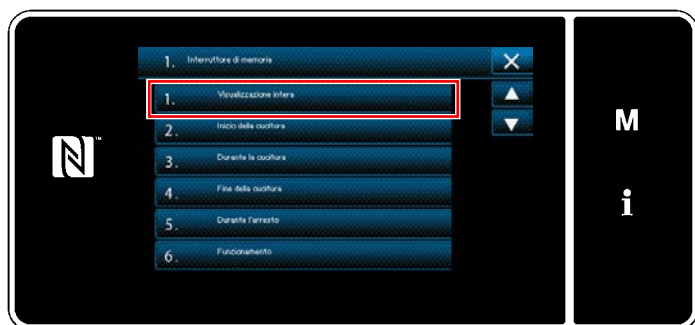 1. Interruttore di memoria
1. Visualizzazione intera
2. Inizio della cucitura
3. Durante la cucitura
4. Fine della cucitura
5. Durante l'arresto
6. Funzionamento
M
i